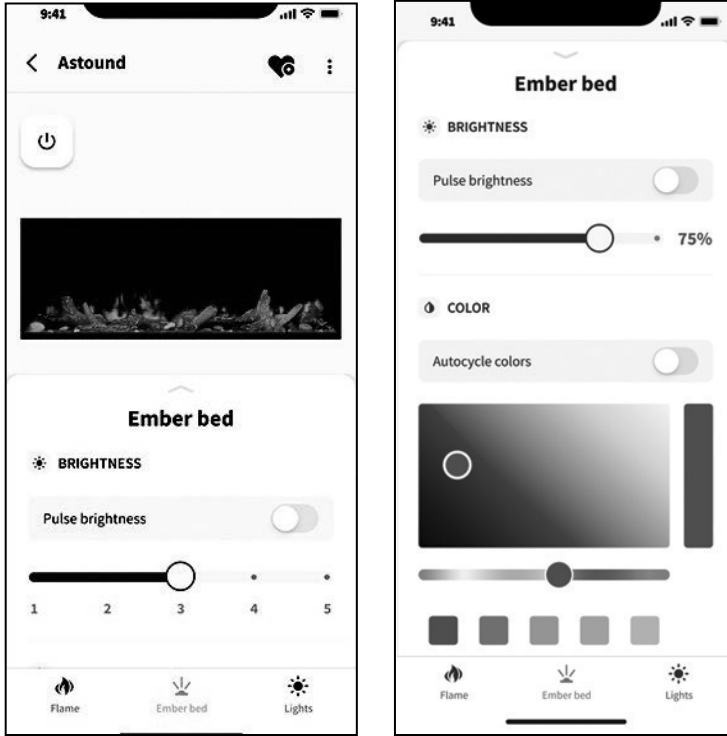 9:41
Astound
Ember bed
BRIGHTNESS
Pulse brightness
1 2 3 4 5
Flame Ember bed Lights
9:41
Ember bed
BRIGHTNESS
Pulse brightness
75%
COLOR
Autocycle colors
Flame Ember bed Lights